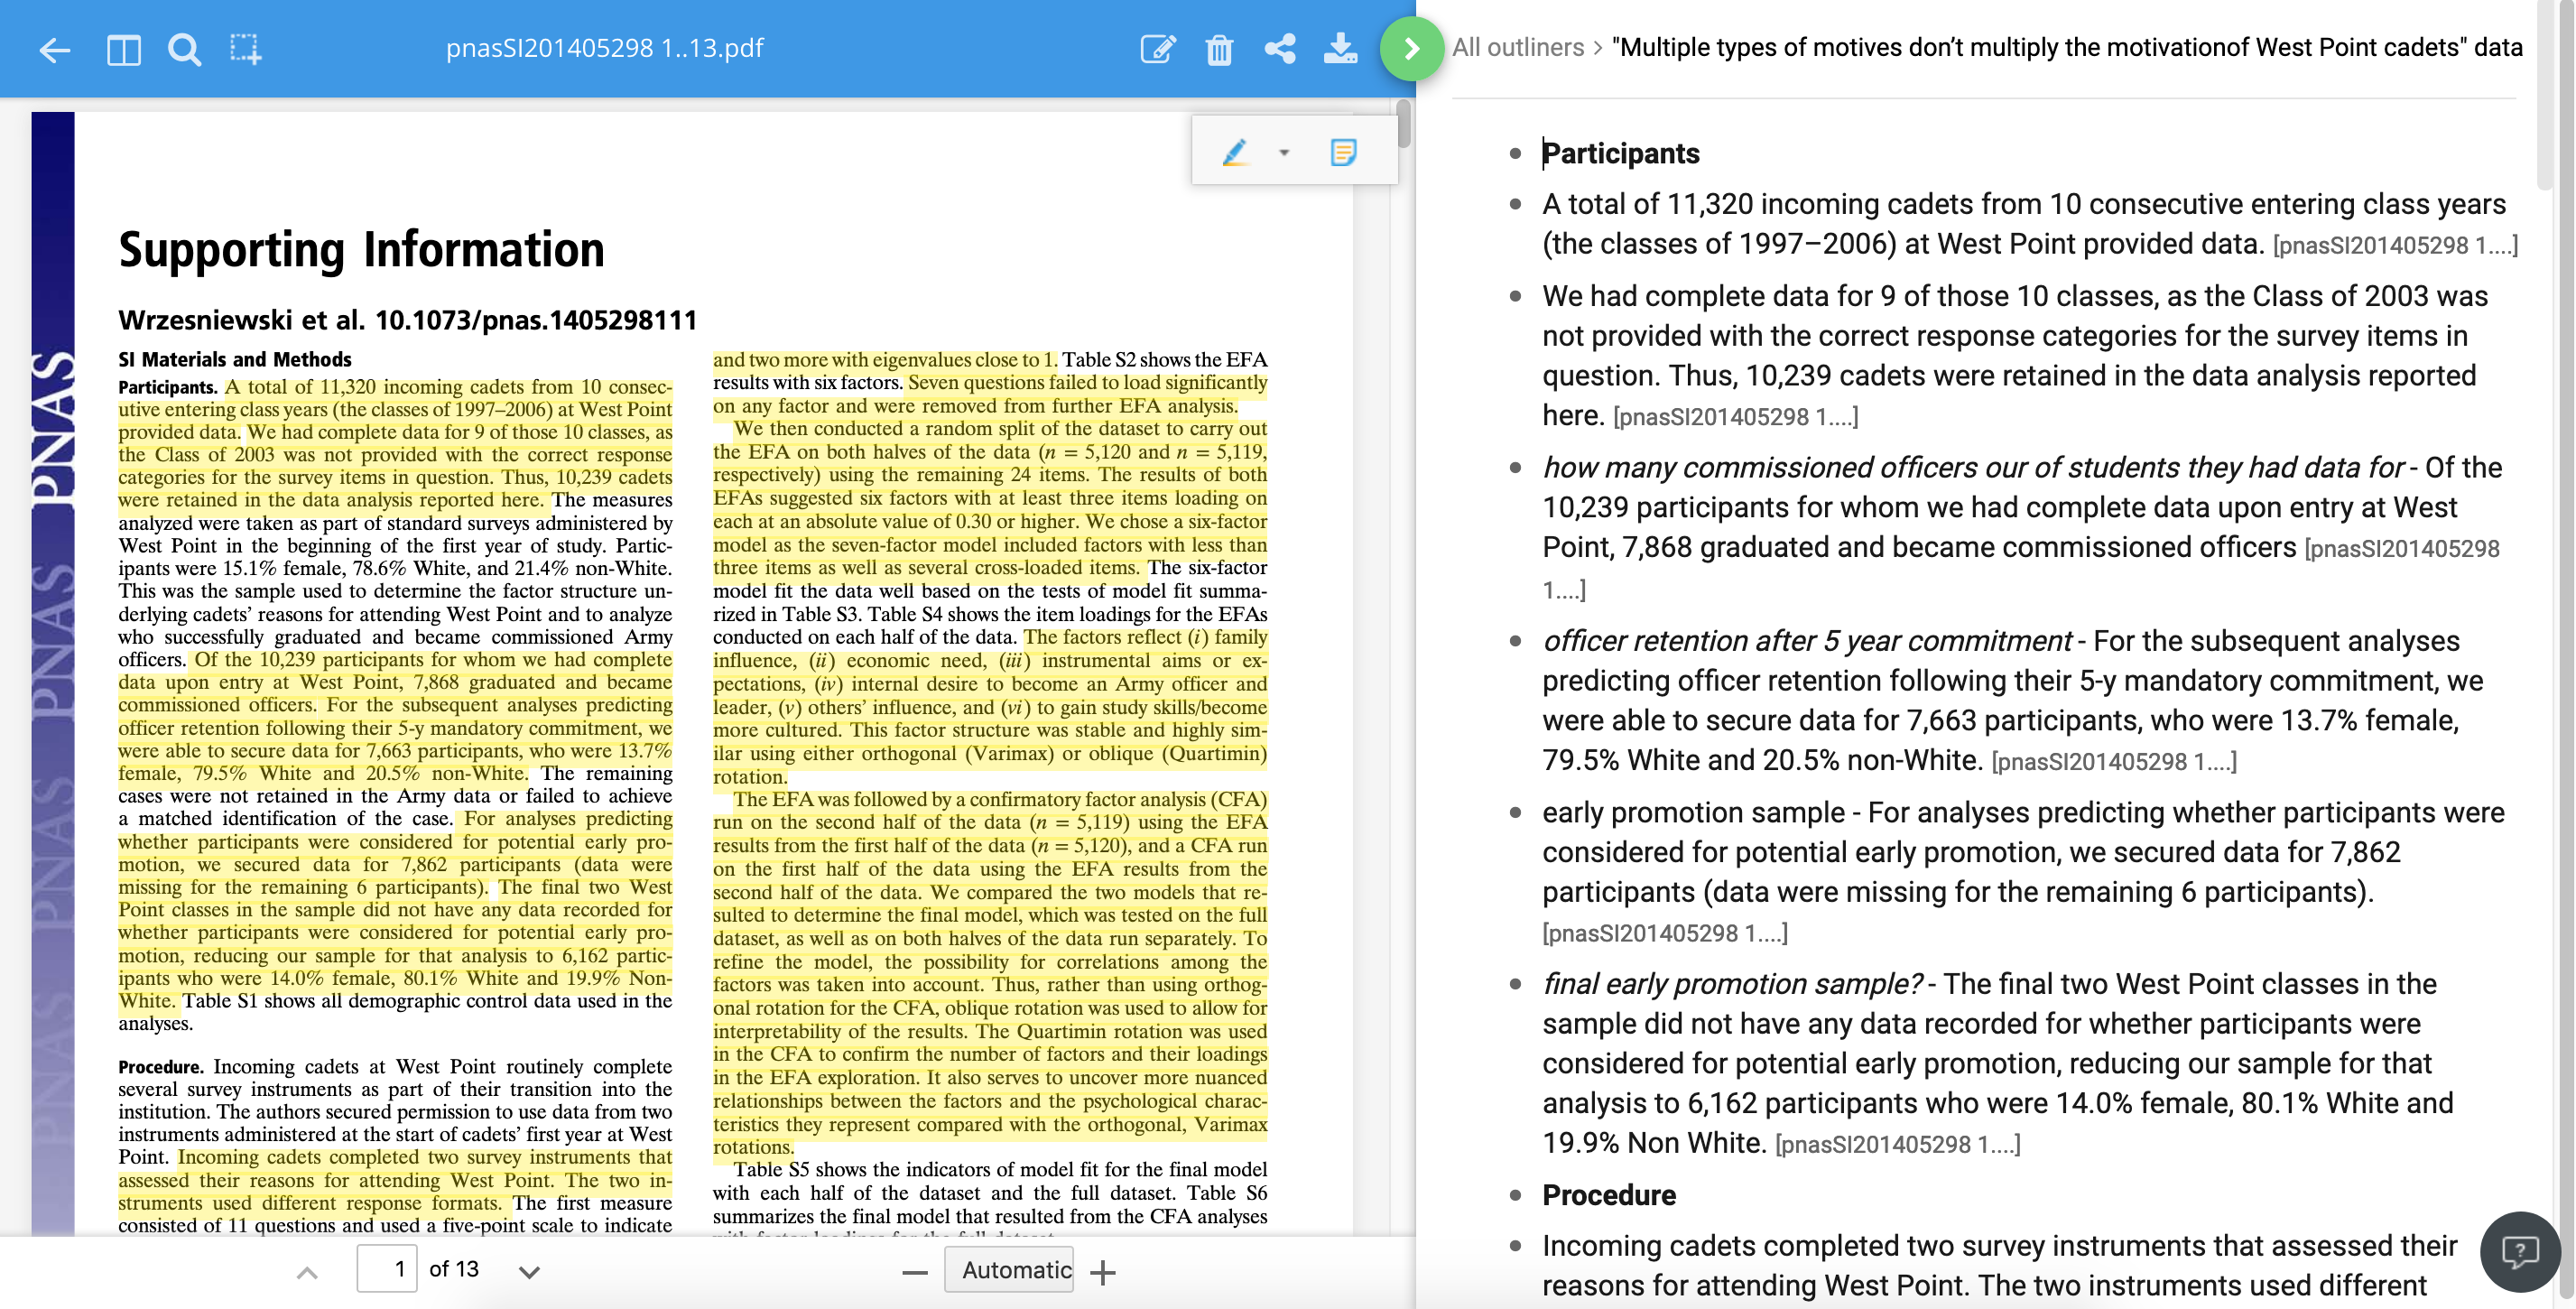 pnasSI201405298 1..13.pdf
Supporting Information
Wrzesniewski et al. 10.1073/pnas.1405298111
SI Materials and Methods
Participants. A total of 11,320 incoming cadets from 10 consec-
utive entering class years (the classes of 1997–2006) at West Point
provided data. We had complete data for 9 of those 10 classes, as
the Class of 2003 was not provided with the correct response
categories for the survey items in question. Thus, 10,239 cadets
were retained in the data analysis reported here. The measures
analyzed were taken as part of standard surveys administered by
West Point in the beginning of the first year of study. Partic-
ipants were 15.1% female, 78.6% White, and 21.4% non-White.
This was the sample used to determine the factor structure un-
derlying cadets’ reasons for attending West Point and to analyze
who successfully graduated and became commissioned Army
officers. Of the 10,239 participants for whom we had complete
data upon entry at West Point, 7,868 graduated and became
commissioned officers. For the subsequent analyses predicting
officer retention following their 5-y mandatory commitment, we
were able to secure data for 7,663 participants, who were 13.7%
female, 79.5% White and 20.5% non-White. The remaining
cases were not retained in the Army data or failed to achieve
a matched identification of the case. For analyses predicting
whether participants were considered for potential early pro-
motion, we secured data for 7,862 participants (data were
missing for the remaining 6 participants). The final two West
Point classes in the sample did not have any data recorded for
whether participants were considered for potential early pro-
motion, reducing our sample for that analysis to 6,162 partic-
ipants who were 14.0% female, 80.1% White and 19.9% Non-
White. Table S1 shows all demographic control data used in the
analyses.
Procedure. Incoming cadets at West Point routinely complete
several survey instruments as part of their transition into the
institution. The authors secured permission to use data from two
instruments administered at the start of cadets’ first year at West
Point. Incoming cadets completed two survey instruments that
assessed their reasons for attending West Point. The two in-
struments used different response formats. The first measure
consisted of 11 questions and used a five-point scale to indicate
and two more with eigenvalues close to 1. Table S2 shows the EFA
results with six factors. Seven questions failed to load significantly
on any factor and were removed from further EFA analysis.
We then conducted a random split of the dataset to carry out
the EFA on both halves of the data (n = 5,120 and n = 5,119,
respectively) using the remaining 24 items. The results of both
EFAs suggested six factors with at least three items loading on
each at an absolute value of 0.30 or higher. We chose a six-factor
model as the seven-factor model included factors with less than
three items as well as several cross-loaded items. The six-factor
model fit the data well based on the tests of model fit summa-
rized in Table S3. Table S4 shows the item loadings for the EFAs
conducted on each half of the data. The factors reflect (i) family
influence, (ii) economic need, (iii) instrumental aims or ex-
pectations, (iv) internal desire to become an Army officer and
leader, (v) others’ influence, and (vi) to gain study skills/become
more cultured. This factor structure was stable and highly sim-
ilar using either orthogonal (Varimax) or oblique (Quartimin)
rotation.
The EFA was followed by a confirmatory factor analysis (CFA)
run on the second half of the data (n = 5,119) using the EFA
results from the first half of the data (n = 5,120), and a CFA run
on the first half of the data using the EFA results from the
second half of the data. We compared the two models that re-
sulted to determine the final model, which was tested on the full
dataset, as well as on both halves of the data run separately. To
refine the model, the possibility for correlations among the
factors was taken into account. Thus, rather than using orthog-
onal rotation for the CFA, oblique rotation was used to allow for
interpretability of the results. The Quartimin rotation was used
in the CFA to confirm the number of factors and their loadings
in the EFA exploration. It also serves to uncover more nuanced
relationships between the factors and the psychological charac-
teristics they represent compared with the orthogonal, Varimax
rotations.
Table S5 shows the indicators of model fit for the final model
with each half of the dataset and the full dataset. Table S6
summarizes the final model that resulted from the CFA analyses
with factor loadings for the full dataset.
PNAS PNAS PNAS PNAS
1 of 13
Automatic
All outliners > "Multiple types of motives don’t multiply the motivationof West Point cadets" data
Participants
A total of 11,320 incoming cadets from 10 consecutive entering class years
(the classes of 1997–2006) at West Point provided data. [pnasSI201405298 1....]
We had complete data for 9 of those 10 classes, as the Class of 2003 was
not provided with the correct response categories for the survey items in
question. Thus, 10,239 cadets were retained in the data analysis reported
here. [pnasSI201405298 1....]
how many commissioned officers our of students they had data for - Of the
10,239 participants for whom we had complete data upon entry at West
Point, 7,868 graduated and became commissioned officers [pnasSI201405298
1....]
officer retention after 5 year commitment - For the subsequent analyses
predicting officer retention following their 5-y mandatory commitment, we
were able to secure data for 7,663 participants, who were 13.7% female,
79.5% White and 20.5% non-White. [pnasSI201405298 1....]
early promotion sample - For analyses predicting whether participants were
considered for potential early promotion, we secured data for 7,862
participants (data were missing for the remaining 6 participants).
[pnasSI201405298 1....]
final early promotion sample? - The final two West Point classes in the
sample did not have any data recorded for whether participants were
considered for potential early promotion, reducing our sample for that
analysis to 6,162 participants who were 14.0% female, 80.1% White and
19.9% Non White. [pnasSI201405298 1....]
Procedure
Incoming cadets completed two survey instruments that assessed their
reasons for attending West Point. The two instruments used different